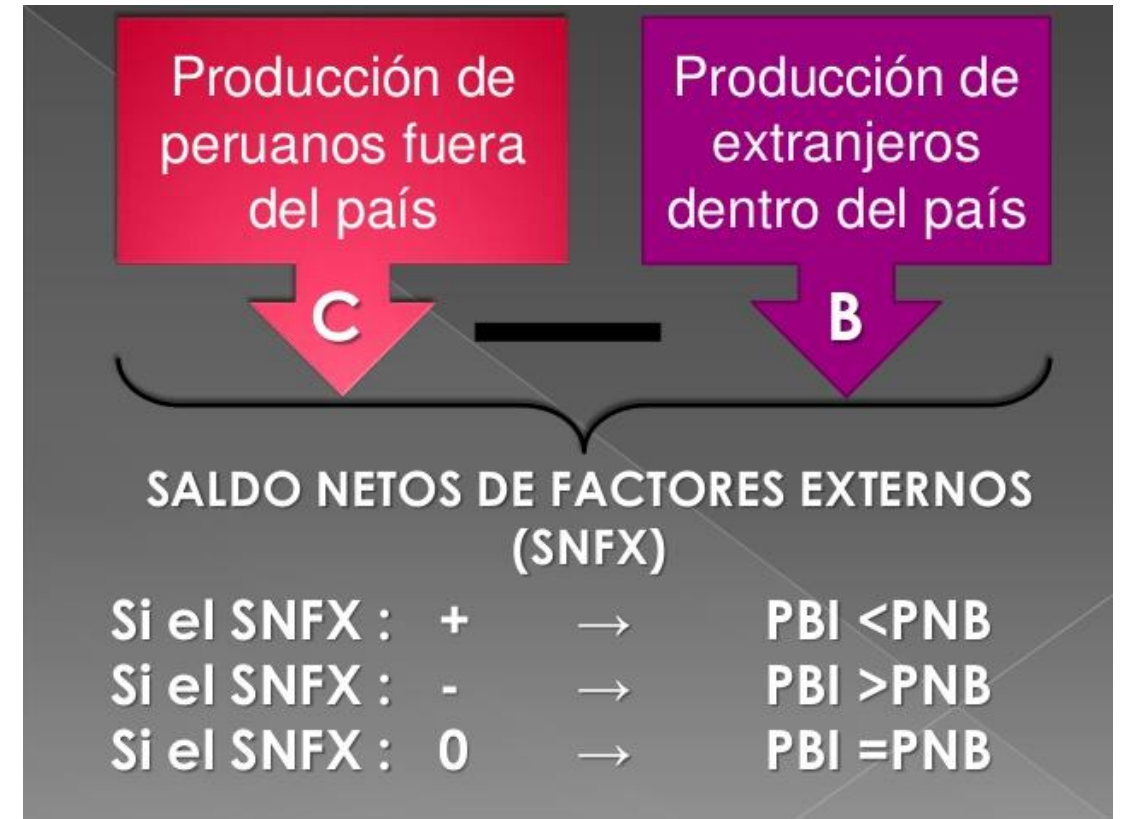 Producción de
peruanos fuera
del país
Producción de
extranjeros
dentro del país
C
B
SALDO NETOS DE FACTORES EXTERNOS
(SNFX)
Si el SNFX : + → PBI <PNB
Si el SNFX : - → PBI >PNB
Si el SNFX : 0 → PBI =PNB